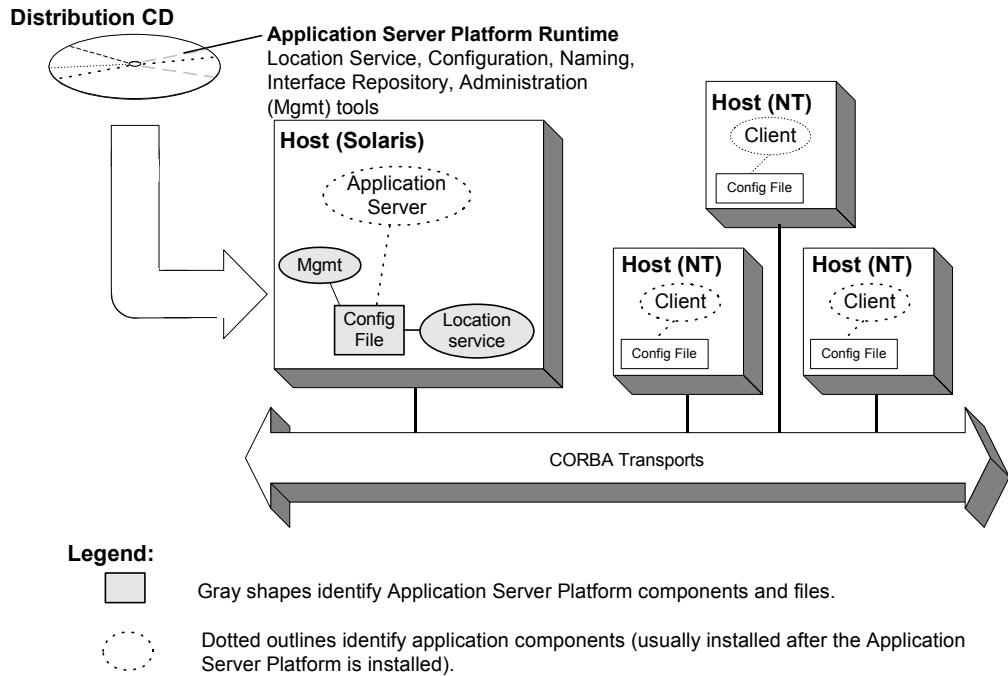 Distribution CD
Application Server Platform Runtime
Location Service, Configuration, Naming,
Interface Repository, Administration
(Mgmt) tools
Host (Solaris)
Application
Server
Mgmt
Config
File
Location
service
Host (NT)
Client
Config File
Host (NT)
Client
Config File
Host (NT)
Client
Config File
CORBA Transports
Legend:
Gray shapes identify Application Server Platform components and files.
Dotted outlines identify application components (usually installed after the Application
Server Platform is installed).